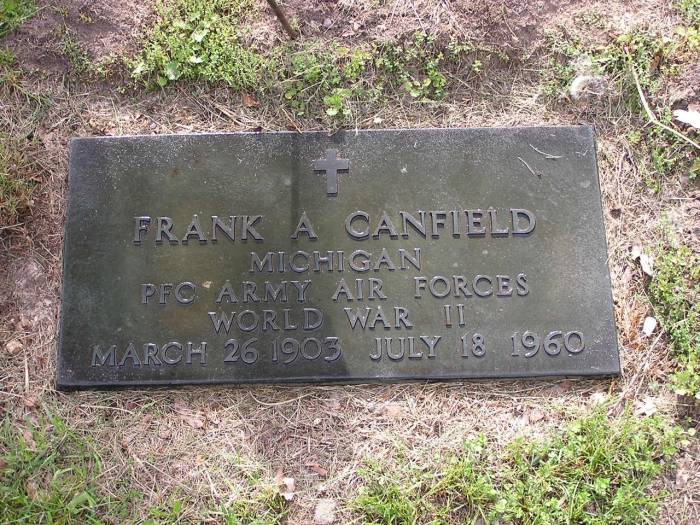 FRANK A CANFIELD
MICHIGAN
PFC ARMY AIR FORCES
WORLD WAR II
MARCH 26 1903 JULY 18 1960